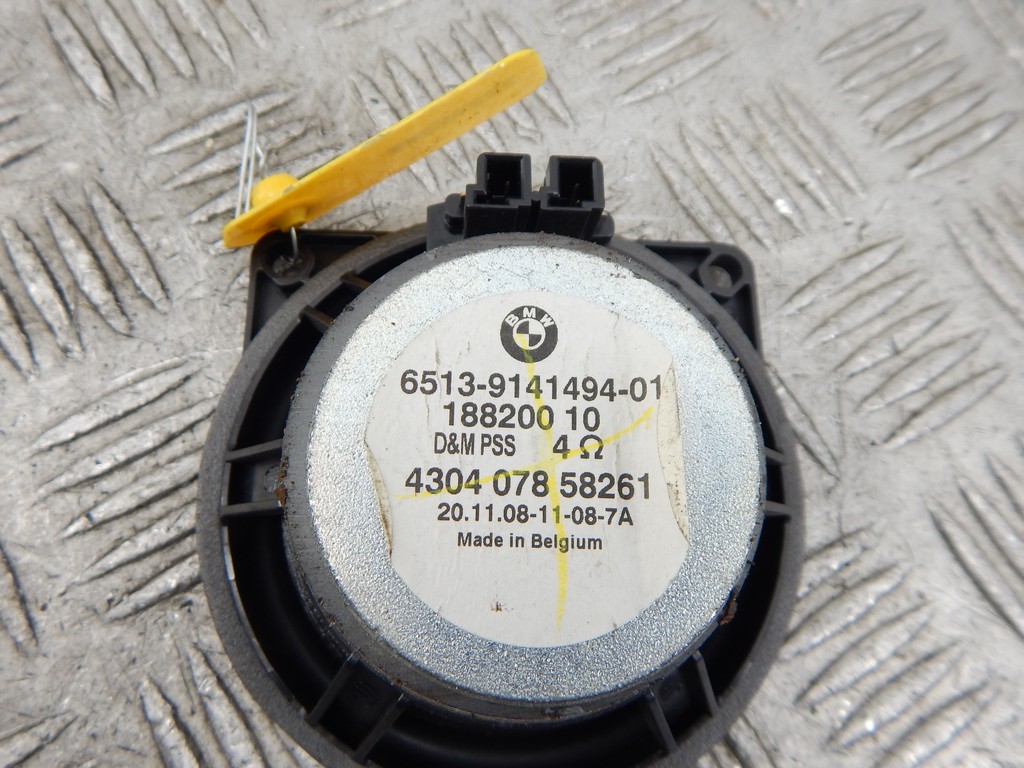 BMW
6513-9141494-01
188200 10
D&M PSS 4 Ω
4304 078 58261
20.11.08-11-08-7A
Made in Belgium